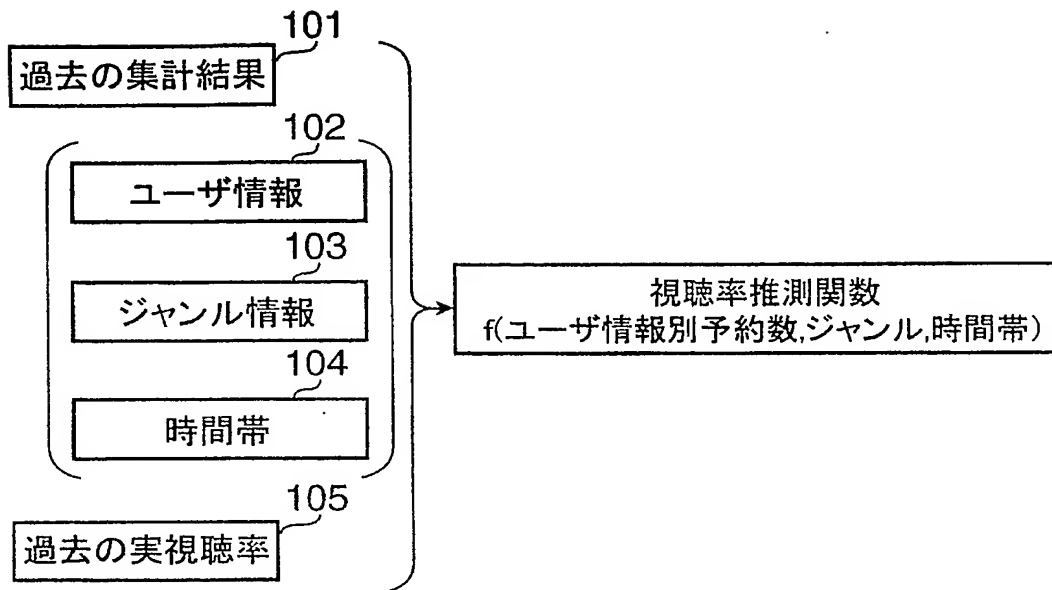 101
過去の集計結果
102
ユーザ情報
103
ジャンル情報
104
時間帯
105
過去の実視聴率
視聴率推測関数
f(ユーザ情報別予約数,ジャンル,時間帯)